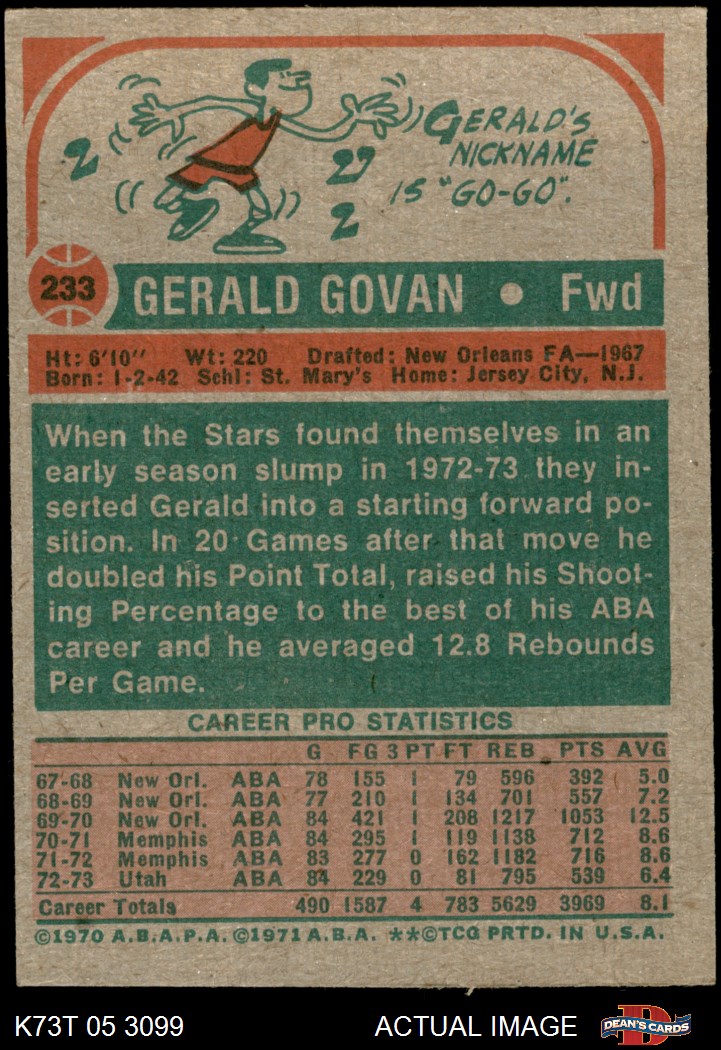 GERALD'S
NICKNAME
IS "GO-GO".
233
GERALD GOVAN • Fwd
Ht: 6'10" Wt: 220 Drafted: New Orleans FA—1967
Born: 1-2-42 Schl: St. Mary's Home: Jersey City, N.J.
When the Stars found themselves in an
early season slump in 1972-73 they in-
serted Gerald into a starting forward po-
sition. In 20 Games after that move he
doubled his Point Total, raised his Shoot-
ing Percentage to the best of his ABA
career and he averaged 12.8 Rebounds
Per Game.
CAREER PRO STATISTICS
G FG 3 PT FT REB PTS AVG
67-68 New Orl. ABA 78 155 1 79 596 392 5.0
68-69 New Orl. ABA 77 210 1 134 701 557 7.2
69-70 New Orl. ABA 84 421 1 208 1217 1053 12.5
70-71 Memphis ABA 84 295 1 119 1138 712 8.6
71-72 Memphis ABA 83 277 0 162 1182 716 8.6
72-73 Utah ABA 84 229 0 81 795 539 6.4
Career Totals 490 1587 4 783 5629 3969 8.1
©1970 A.B.A.P.A. ©1971 A.B.A. **©TCG PRTD. IN U.S.A.
K73T 05 3099 ACTUAL IMAGE DEAN'S CARDS